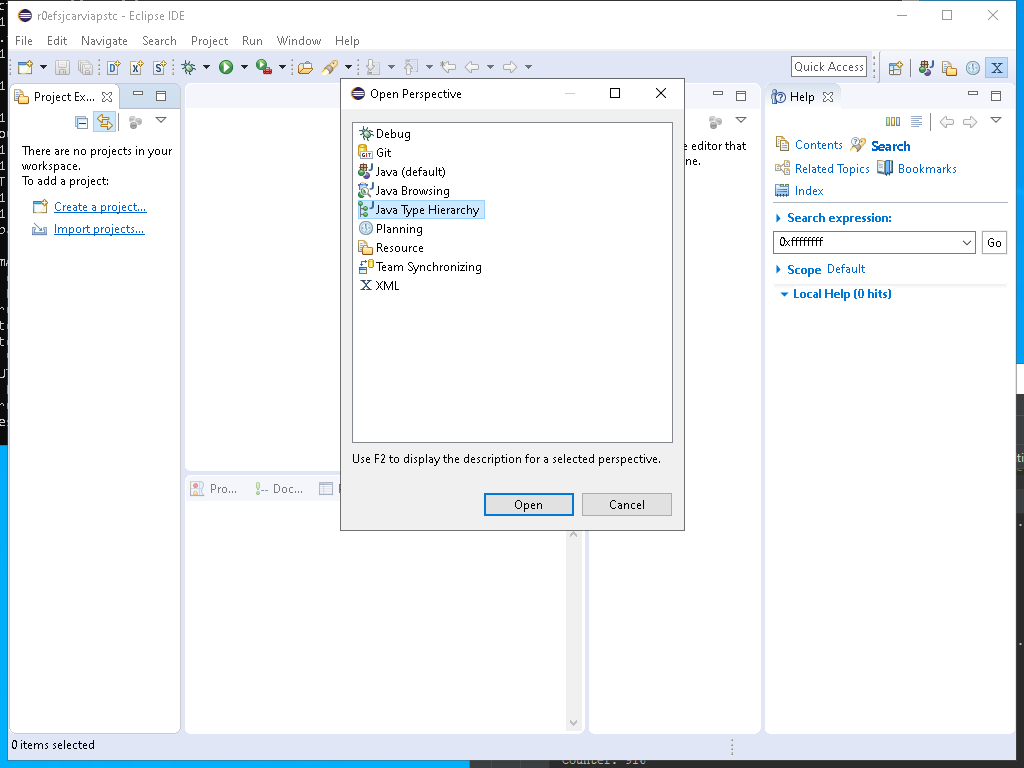 r0efsjcarviapstc - Eclipse IDE
File Edit Navigate Search Project Run Window Help
Quick Access
Project Ex...
There are no projects in your
workspace.
To add a project:
Create a project...
Import projects...
Open Perspective
Debug
Git
Java (default)
Java Browsing
Java Type Hierarchy
Planning
Resource
Team Synchronizing
XML
Use F2 to display the description for a selected perspective.
Open Cancel
Pro... Doc...
e editor that
ne.
Help
Contents Search
Related Topics Bookmarks
Index
Search expression:
0xffffffff
Go
Scope Default
Local Help (0 hits)
0 items selected